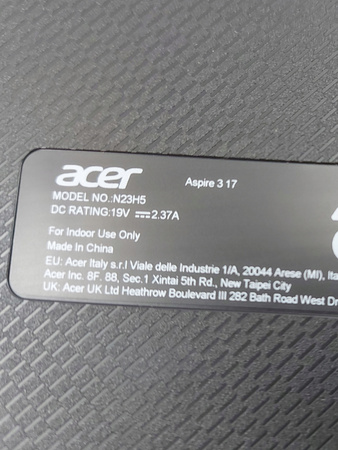 acer
Aspire 3 17
MODEL NO.:N23H5
DC RATING:19V ⎓ 2.37A
For Indoor Use Only
Made In China
EU: Acer Italy s.r.l Viale delle Industrie 1/A, 20044 Arese (MI), Ita
Acer Inc. 8F, 88, Sec.1 Xintai 5th Rd., New Taipei City
UK: Acer UK Ltd Heathrow Boulevard III 282 Bath Road West Dr